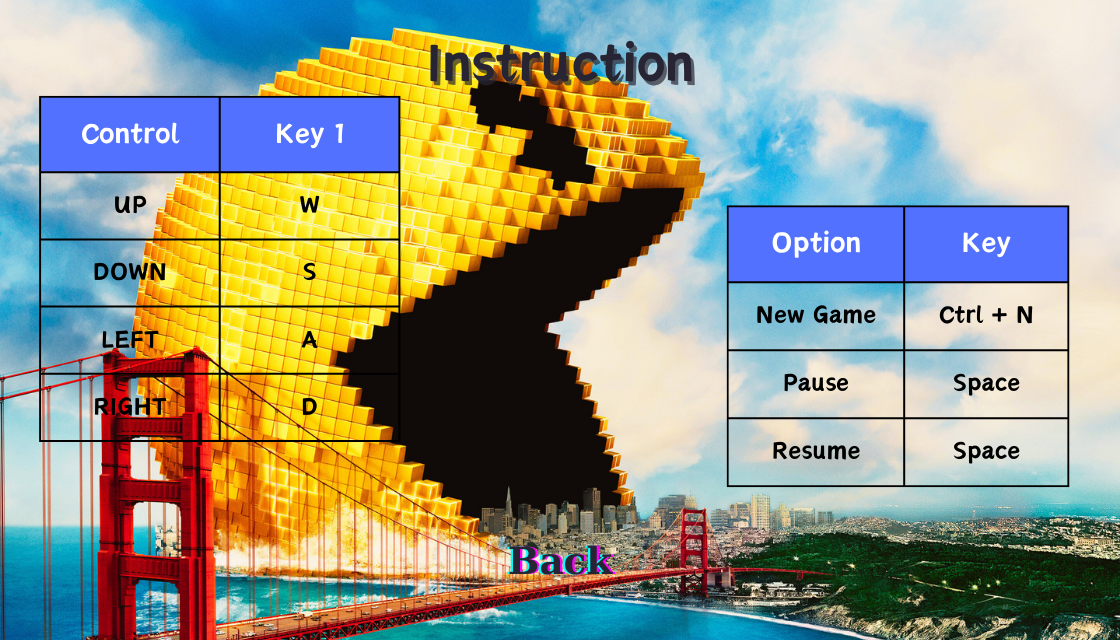 Instruction
Control Key 1
UP W
DOWN S
LEFT A
RIGHT D
Option Key
New Game Ctrl + N
Pause Space
Resume Space
Back